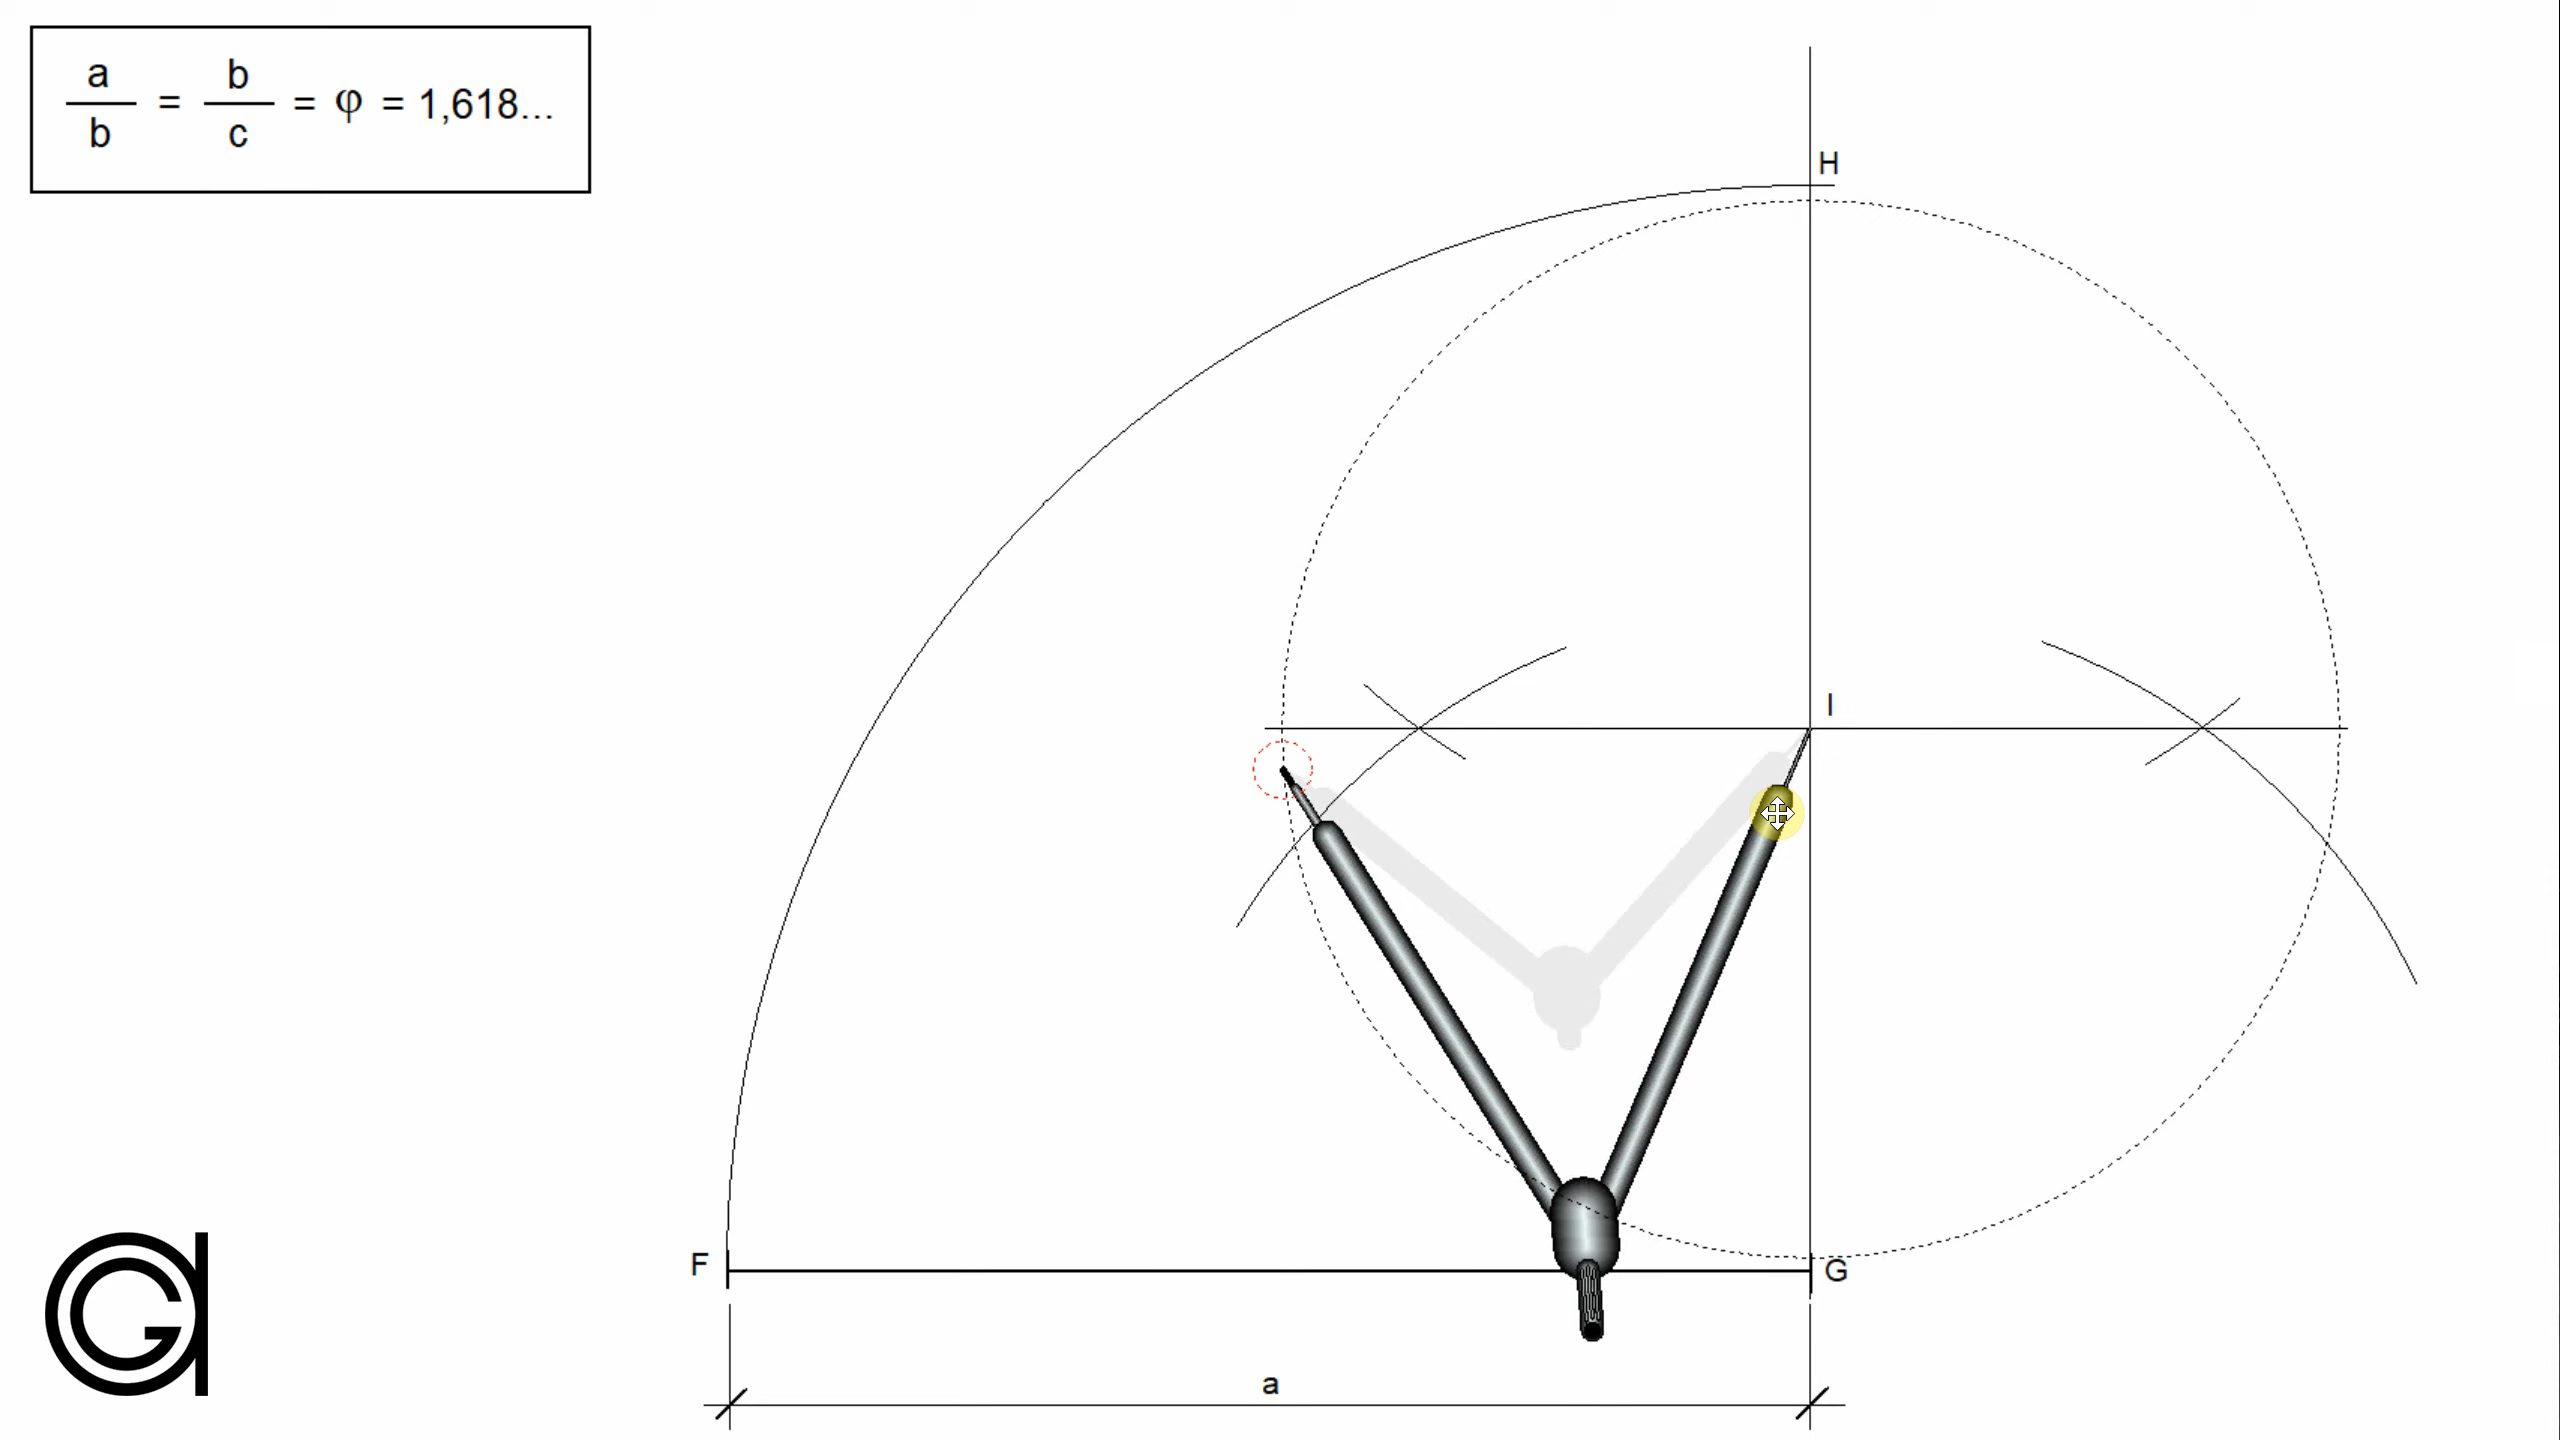 a/b = b/c = φ = 1,618...
H
I
F
G
a